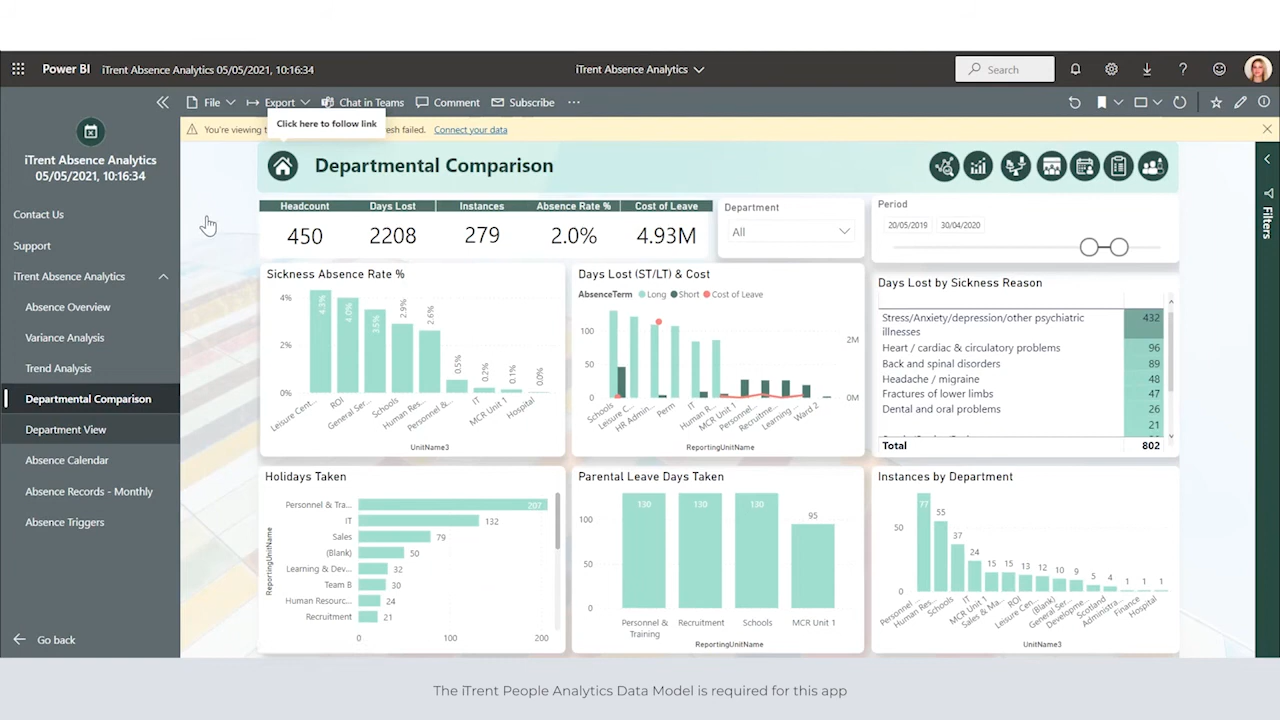 Power BI
iTrent Absence Analytics 05/05/2021, 10:16:34
iTrent Absence Analytics
Search
File
Export
Chat in Teams
Comment
Subscribe
Click here to follow link
You're viewing
resh failed.
Connect your data
iTrent Absence Analytics
05/05/2021, 10:16:34
Contact Us
Support
iTrent Absence Analytics
Absence Overview
Variance Analysis
Trend Analysis
Departmental Comparison
Department View
Absence Calendar
Absence Records - Monthly
Absence Triggers
Go back
Departmental Comparison
Headcount Days Lost Instances Absence Rate % Cost of Leave
450 2208 279 2.0% 4.93M
Department
All
Period
20/05/2019 30/04/2020
Filters
Sickness Absence Rate %
4%
2%
0%
4.3% 4.0% 3.5% 2.9% 2.6% 0.5% 0.2% 0.1% 0.0%
Leisure Cent... ROI General Ser... Schools Human Res... Personnel &... IT MCR Unit 1 Hospital
UnitName3
Days Lost (ST/LT) & Cost
AbsenceTerm Long Short Cost of Leave
100
50
0
2M
0M
Schools Leisure C... HR Admin... Perm IT Human R... MCR Unit 1 Personnel... Recruitme... Learning ... Ward 2
ReportingUnitName
Days Lost by Sickness Reason
Stress/Anxiety/depression/other psychiatric
illnesses 432
Heart / cardiac & circulatory problems 96
Back and spinal disorders 89
Headache / migraine 48
Fractures of lower limbs 47
Dental and oral problems 26
21
Total 802
Holidays Taken
ReportingUnitName
Personnel & Tra... 207
IT 132
Sales 79
(Blank) 50
Learning & Dev... 32
Team B 30
Human Resourc... 24
Recruitment 21
0 100 200
Parental Leave Days Taken
100
50
0
130 130 130 95
Personnel &
Training
Recruitment Schools MCR Unit 1
ReportingUnitName
Instances by Department
50
0
77 55 37 24 15 15 13 12 10 9 5 4 1 1 1
Personnel ... Human Res... Schools IT MCR Unit 1 Sales & Ma... ROI Leisure Cen... (Blank) General Ser... Developme... Scotland Administra... Finance Hospital
UnitName3
The iTrent People Analytics Data Model is required for this app